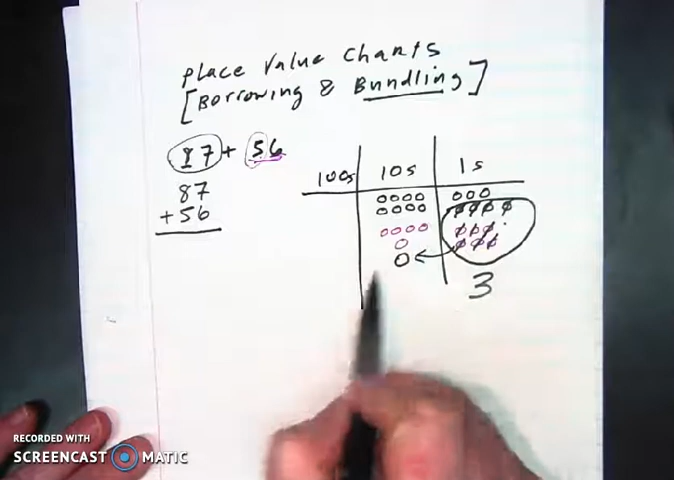 Place Value Charts
[Borrowing & Bundling]
87 + 56
87
+ 56
100s 10s 1s
3
RECORDED WITH
SCREENCAST MATIC